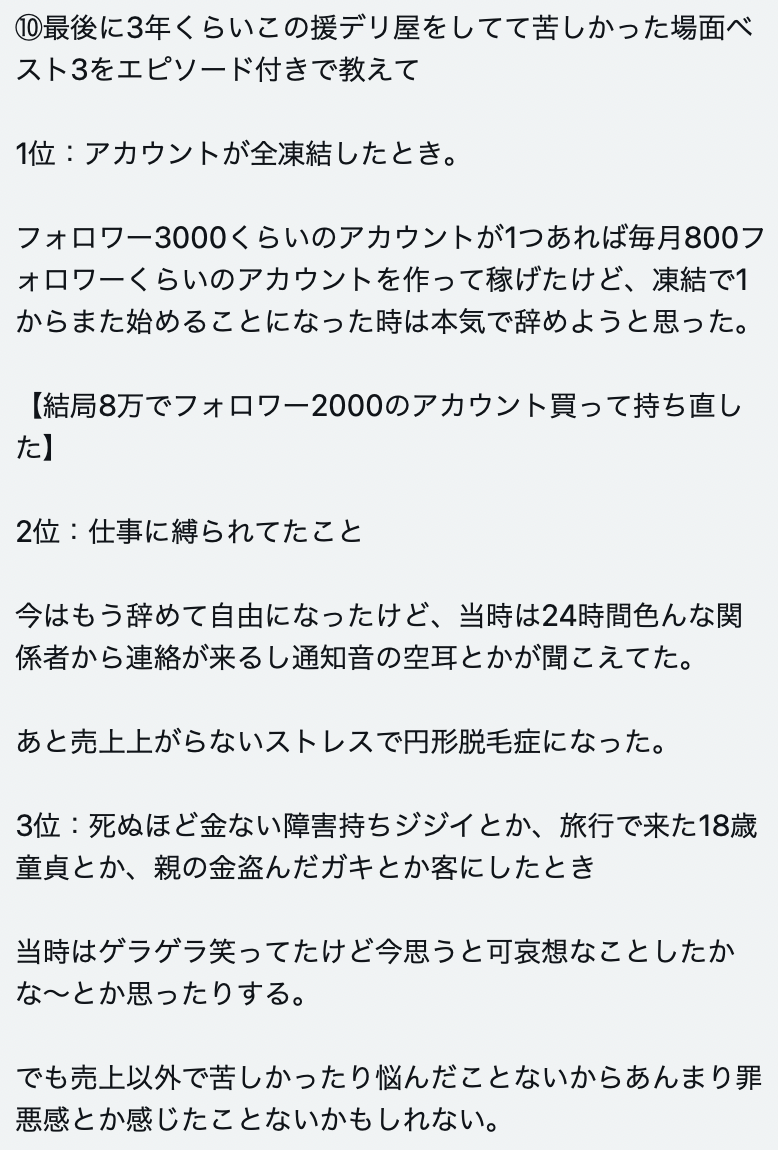 ⑩最後に3年くらいこの援デリ屋をしてて苦しかった場面ベ
スト3をエピソード付きで教えて
1位：アカウントが全凍結したとき。
フォロワー3000くらいのアカウントが1つあれば毎月800フ
ォロワーくらいのアカウントを作って稼げたけど、凍結で1
からまた始めることになった時は本気で辞めようと思った。
【結局8万でフォロワー2000のアカウント買って持ち直し
た】
2位：仕事に縛られてたこと
今はもう辞めて自由になったけど、当時は24時間色んな関
係者から連絡が来るし通知音の空耳とかが聞こえてた。
あと売上上がらないストレスで円形脱毛症になった。
3位：死ぬほど金ない障害持ちジジイとか、旅行で来た18歳
童貞とか、親の金盗んだガキとか客にしたとき
当時はゲラゲラ笑ってたけど今思うと可哀想なことしたか
な〜とか思ったりする。
でも売上以外で苦しかったり悩んだことないからあんまり罪
悪感とか感じたことないかもしれない。